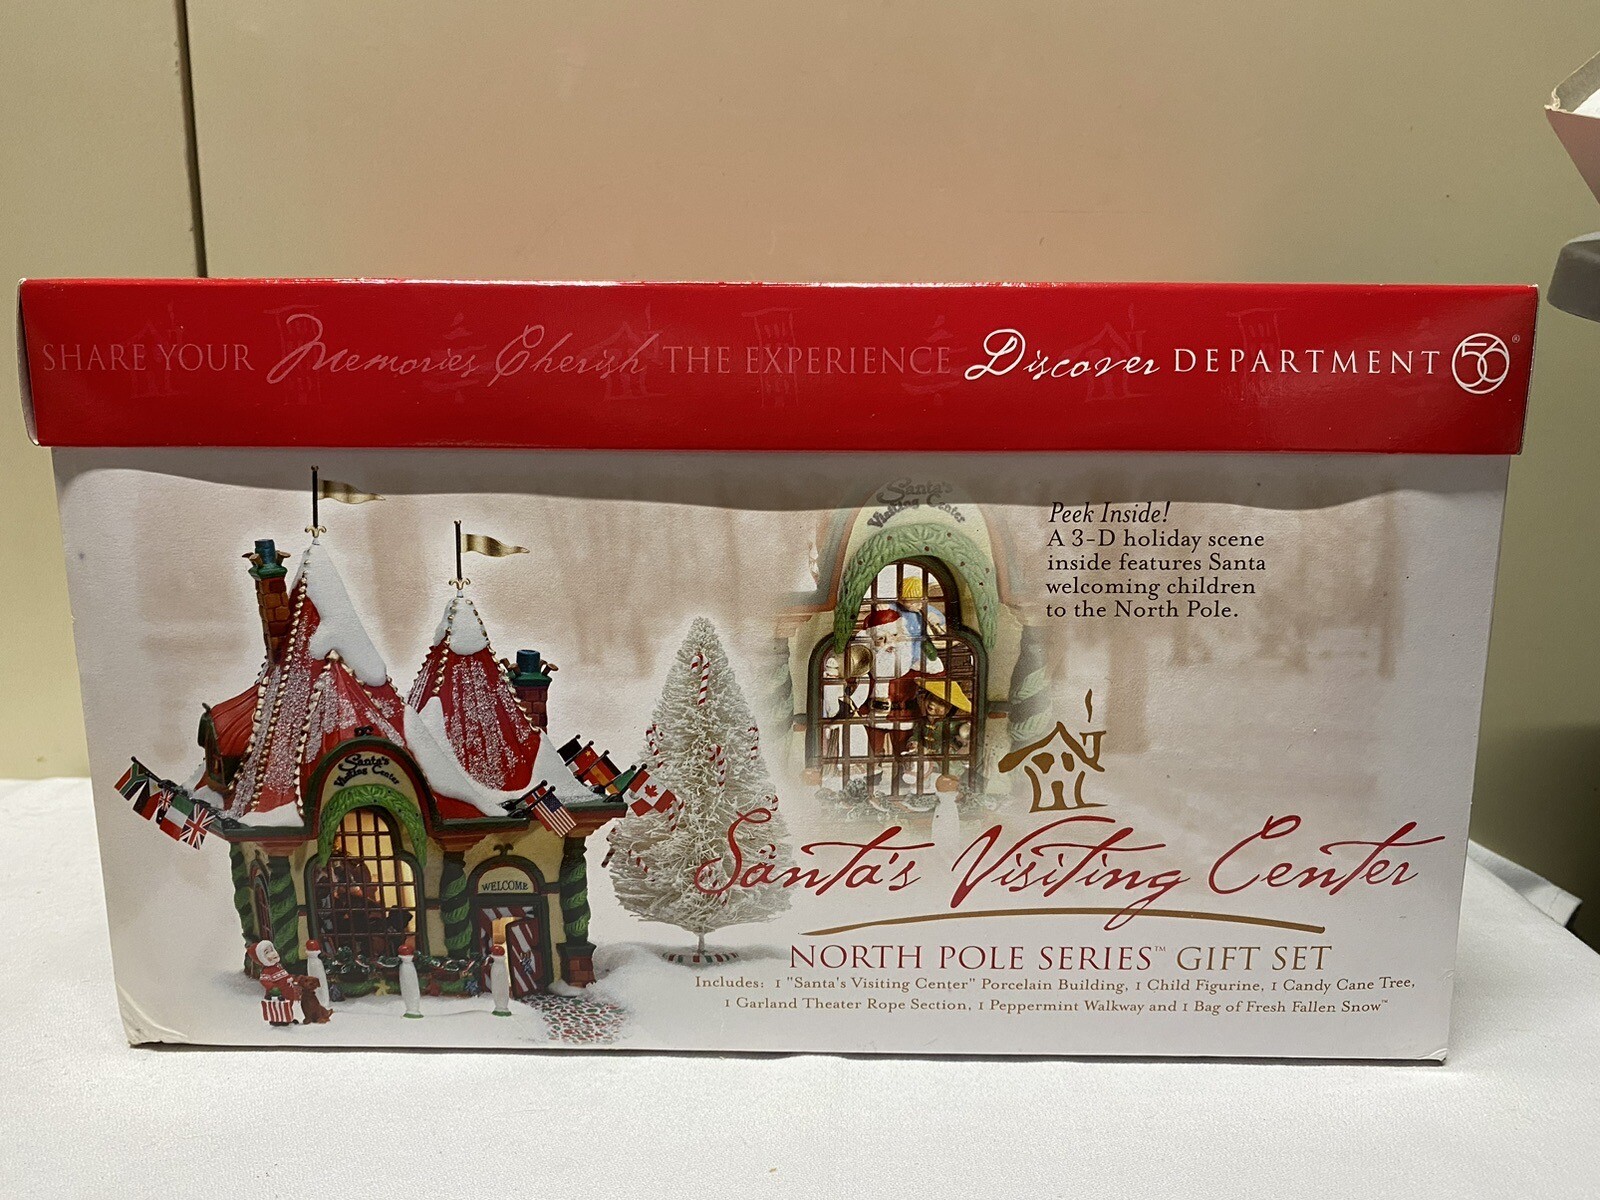 SHARE YOUR Memories Cherish THE EXPERIENCE Discover DEPARTMENT 56®
Santa's
Visiting Center
Peek Inside!
A 3-D holiday scene
inside features Santa
welcoming children
to the North Pole.
Santa's
Visiting Center
WELCOME
Santa's Visiting Center
NORTH POLE SERIES™ GIFT SET
Includes: 1 "Santa's Visiting Center" Porcelain Building, 1 Child Figurine, 1 Candy Cane Tree,
1 Garland Theater Rope Section, 1 Peppermint Walkway and 1 Bag of Fresh Fallen Snow™